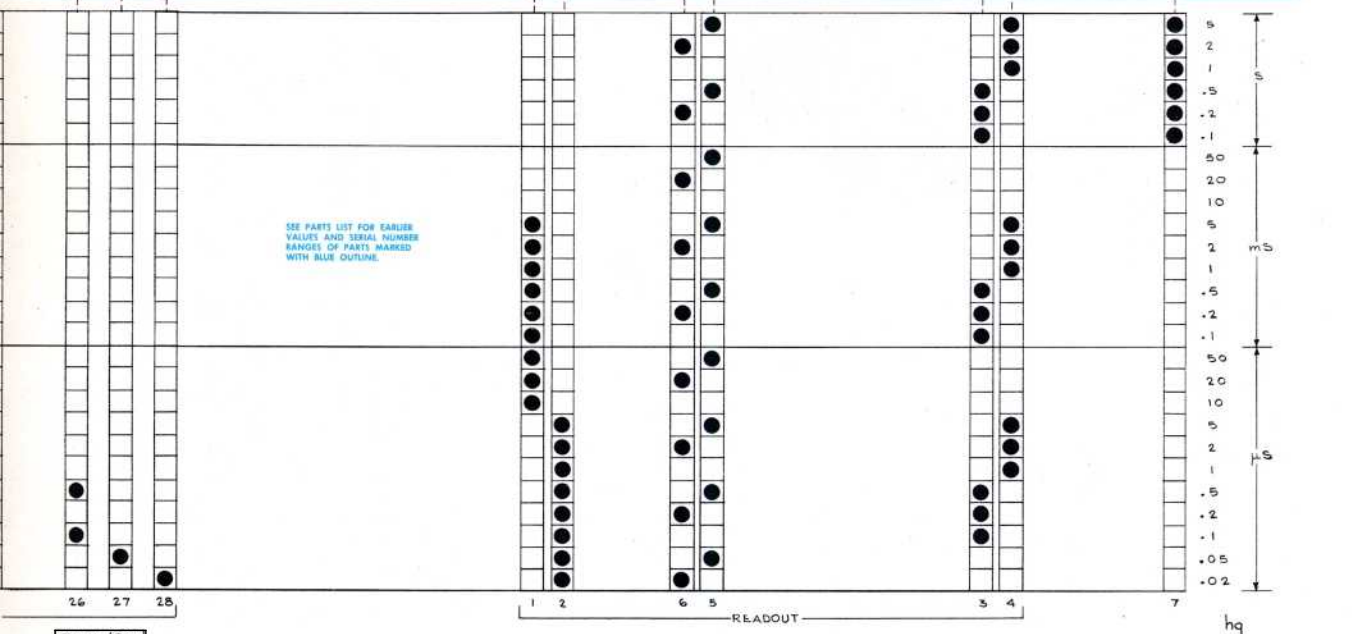 5
2
1
.5
.2
.1
S
50
20
10
5
2
1
.5
.2
.1
mS
50
20
10
5
2
1
.5
.2
.1
.05
.02
µS
SEE PARTS LIST FOR EARLIER
VALUES AND SERIAL NUMBER
RANGES OF PARTS MARKED
WITH BLUE OUTLINE.
26 27 28 1 2 6 5 3 4 7
READOUT
hq